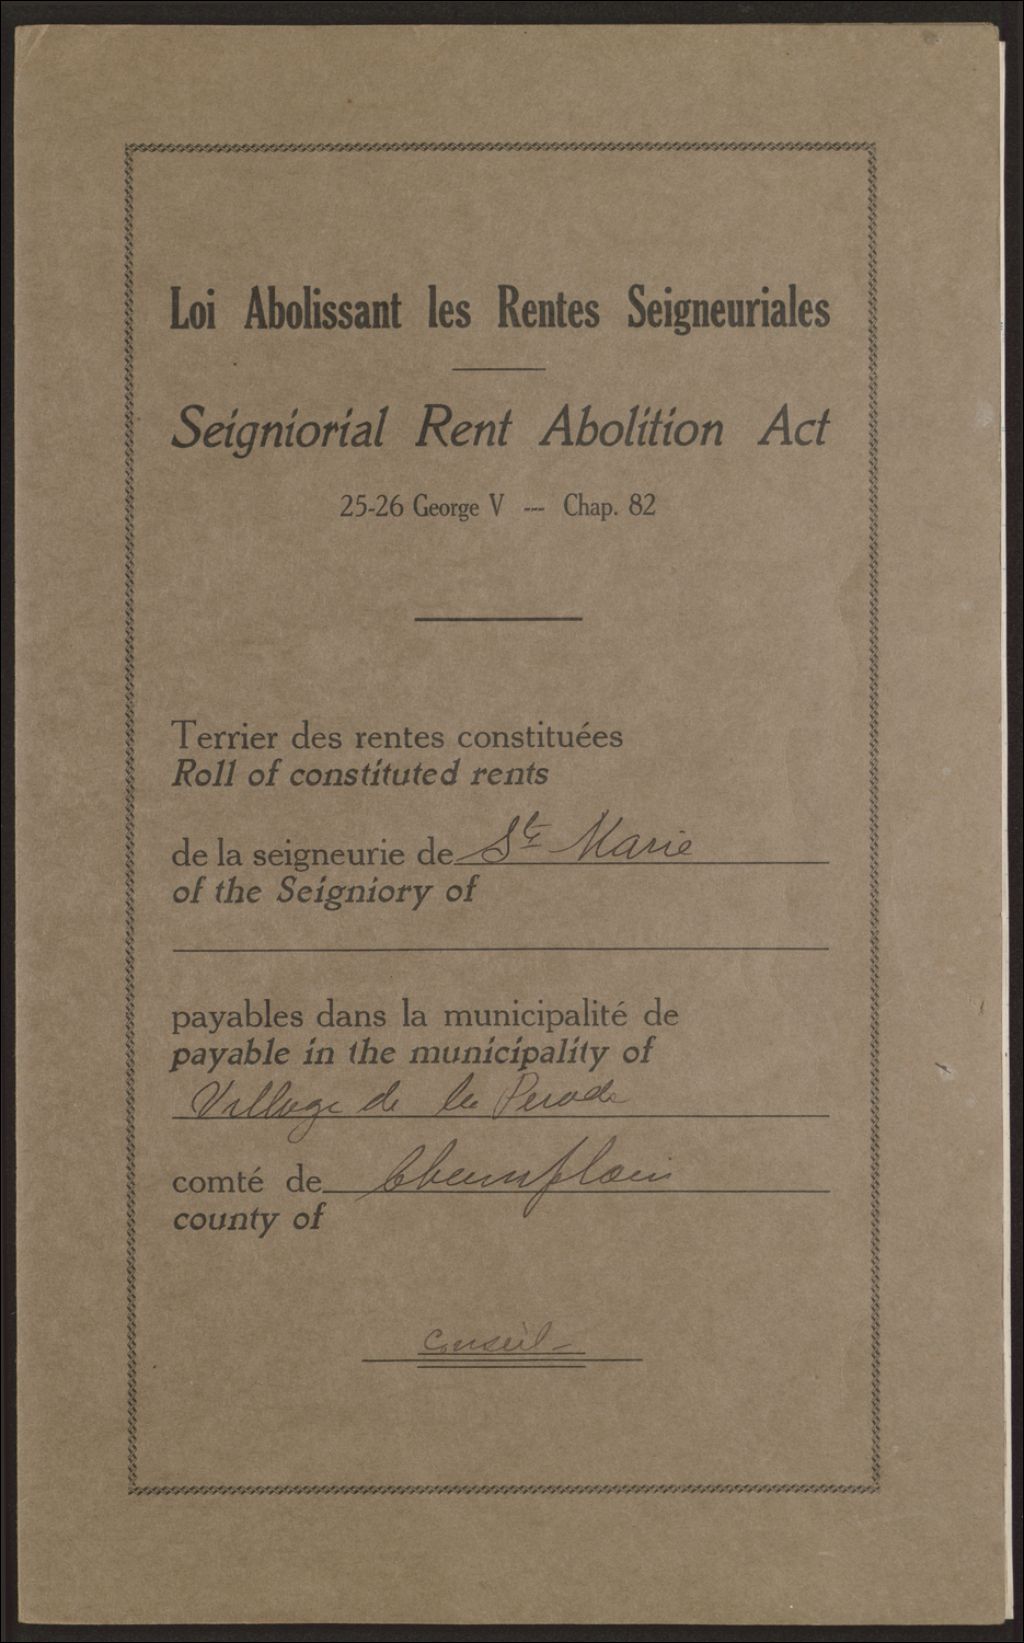 Loi Abolissant les Rentes Seigneuriales
Seigniorial Rent Abolition Act
25-26 George V --- Chap. 82
Terrier des rentes constituées
Roll of constituted rents
de la seigneurie de Ste Marie
of the Seigniory of
payables dans la municipalité de
payable in the municipality of
Village de la Perade
comté de Champlain
county of
Conseil -